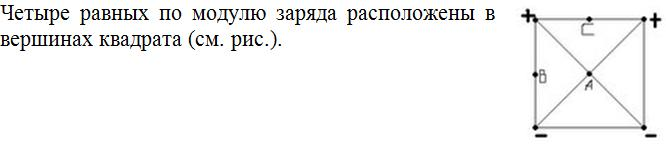 Четыре равных по модулю заряда расположены в
вершинах квадрата (см. рис.).
+ +
C
B
A
− −